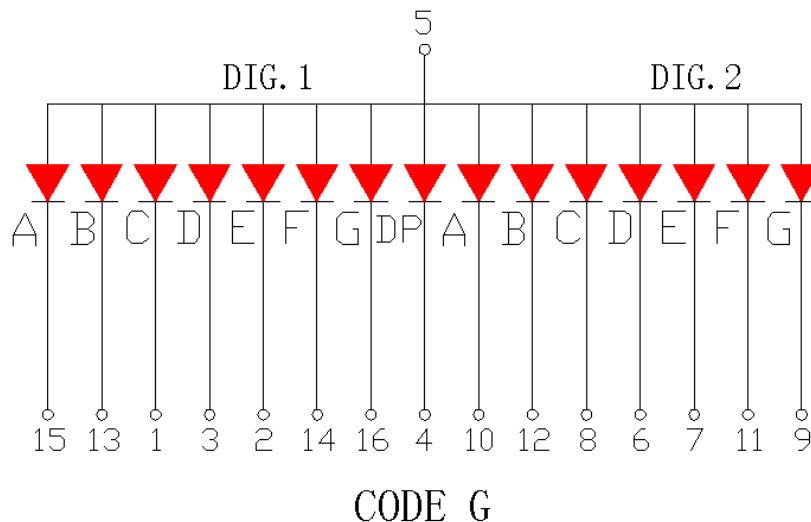 5
DIG.1 DIG.2
A B C D E F G DP A B C D E F G
15 13 1 3 2 14 16 4 10 12 8 6 7 11 9
CODE G